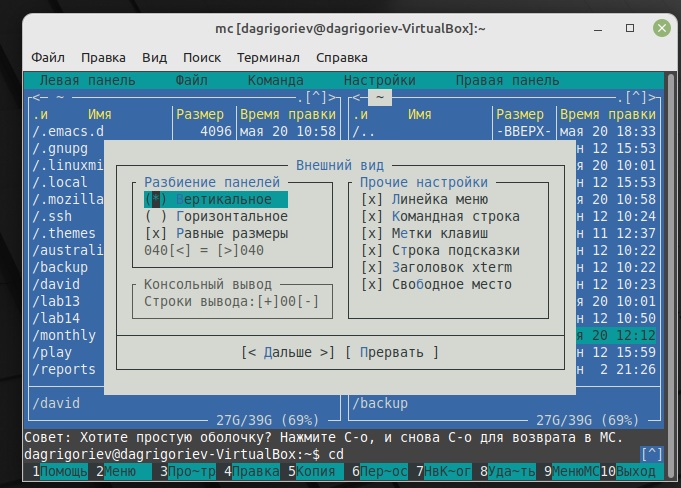 mc [dagrigoriev@dagrigoriev-VirtualBox]:~
Файл Правка Вид Поиск Терминал Справка
Левая панель Файл Команда Настройки Правая панель
<— ~ .[^]> <— ~ .[^]>
.и Имя Размер Время правки .и Имя Размер Время правки
/.emacs.d 4096 мая 20 10:58 /.. -ВВЕРХ- мая 20 18:33
/.gnupg н 12 15:53
/.linuxmi я 20 10:01
/.local н 12 15:53
/.mozilla я 20 10:58
/.ssh н 12 10:24
/.themes н 11 12:37
/australi н 12 10:22
/backup н 12 10:22
/david н 12 10:23
/lab13 я 20 10:01
/lab14 н 12 10:50
/monthly я 20 12:12
/play н 12 15:59
/reports н 2 21:26
Внешний вид
Разбиение панелей
(*) Вертикальное
( ) Горизонтальное
[x] Равные размеры
040[<] = [>]040
Консольный вывод
Строки вывода:[+]00[-]
Прочие настройки
[x] Линейка меню
[x] Командная строка
[x] Метки клавиш
[x] Строка подсказки
[x] Заголовок xterm
[x] Свободное место
[< Дальше >] [ Прервать ]
/david /backup
27G/39G (69%) 27G/39G (69%)
Совет: Хотите простую оболочку? Нажмите C-o, и снова C-o для возврата в MC.
dagrigoriev@dagrigoriev-VirtualBox:~$ cd [^]
1Помощь 2Меню 3Про~тр 4Правка 5Копия 6Пер~ос 7НвК~ог 8Уда~ть 9МенюMC 10Выход